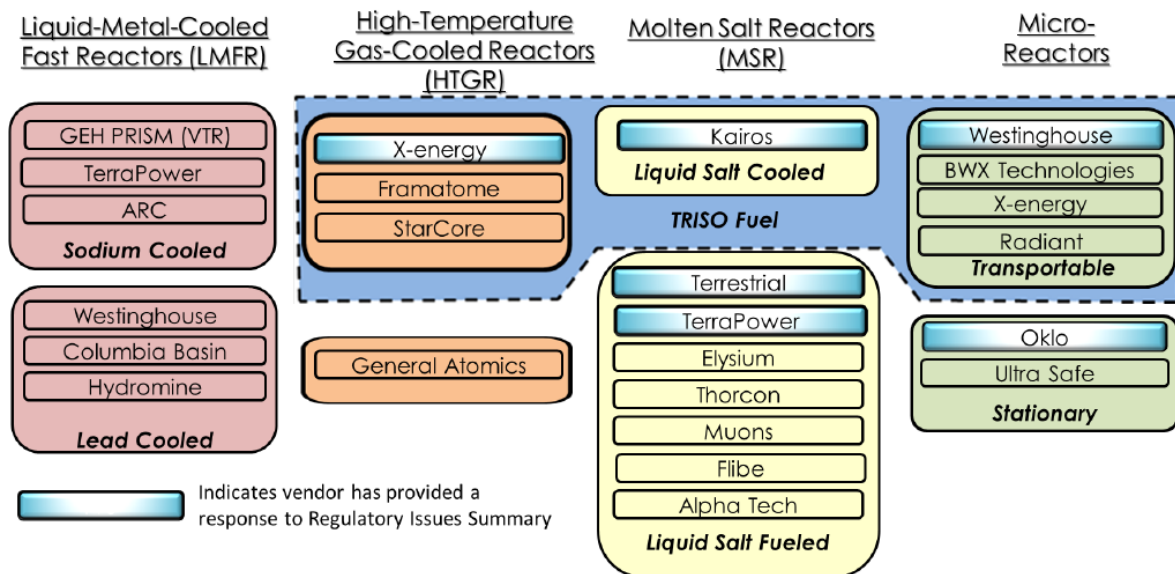 Liquid-Metal-Cooled
Fast Reactors (LMFR)
GEH PRISM (VTR)
TerraPower
ARC
Sodium Cooled
Westinghouse
Columbia Basin
Hydromine
Lead Cooled
High-Temperature
Gas-Cooled Reactors
(HTGR)
X-energy
Framatome
StarCore
General Atomics
Molten Salt Reactors
(MSR)
Kairos
Liquid Salt Cooled
TRISO Fuel
Terrestrial
TerraPower
Elysium
Thorcon
Muons
Flibe
Alpha Tech
Liquid Salt Fueled
Micro-
Reactors
Westinghouse
BWX Technologies
X-energy
Radiant
Transportable
Oklo
Ultra Safe
Stationary
Indicates vendor has provided a
response to Regulatory Issues Summary